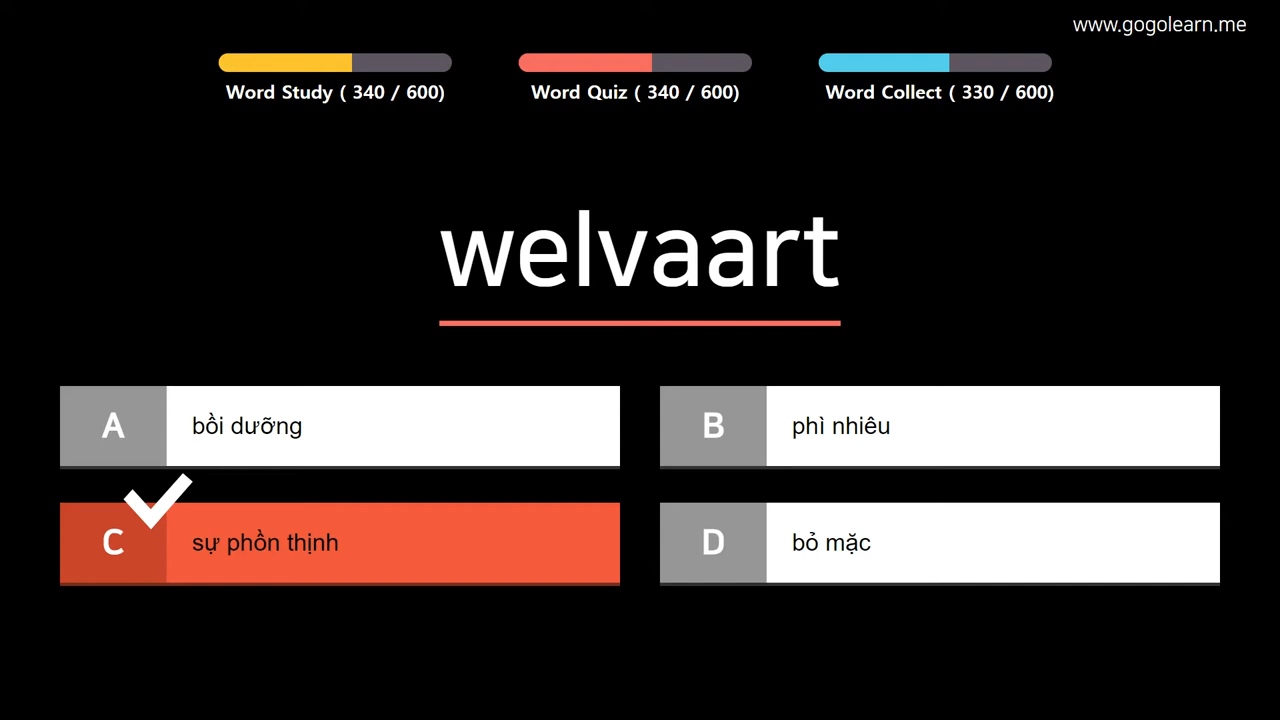 www.gogolearn.me
Word Study ( 340 / 600)
Word Quiz ( 340 / 600)
Word Collect ( 330 / 600)
welvaart
A
bồi dưỡng
B
phì nhiêu
C
sự phồn thịnh
D
bỏ mặc